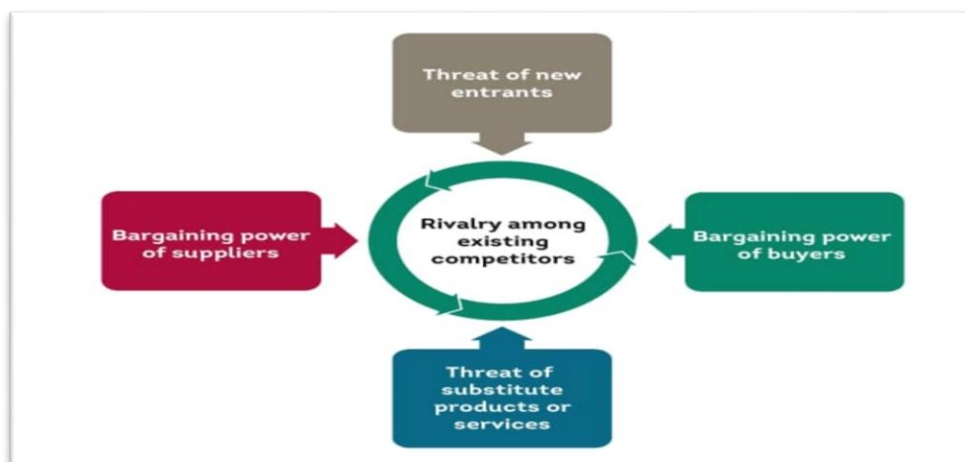 Threat of new
entrants
Bargaining power
of suppliers
Rivalry among
existing
competitors
Bargaining power
of buyers
Threat of
substitute
products or
services